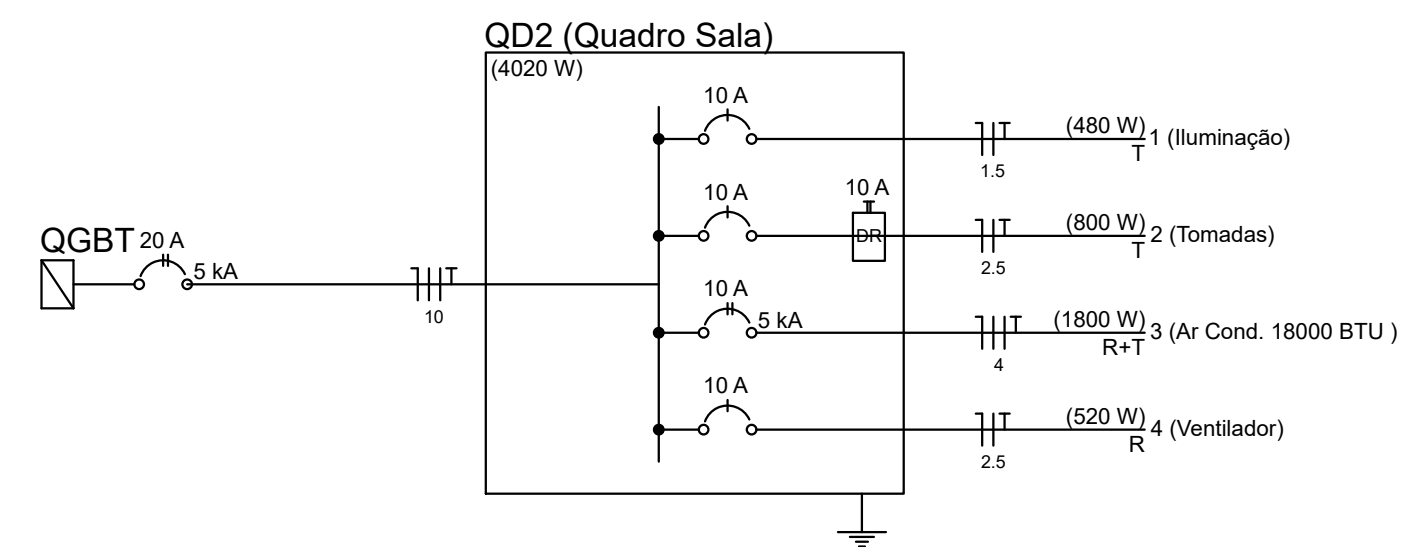 QD2 (Quadro Sala)
(4020 W)
10 A
(480 W)
1 (Iluminação)
T
1.5
10 A
10 A
DR
(800 W)
2 (Tomadas)
T
2.5
QGBT
20 A
5 kA
10
10 A
5 kA
(1800 W)
3 (Ar Cond. 18000 BTU )
R+T
4
10 A
(520 W)
4 (Ventilador)
R
2.5